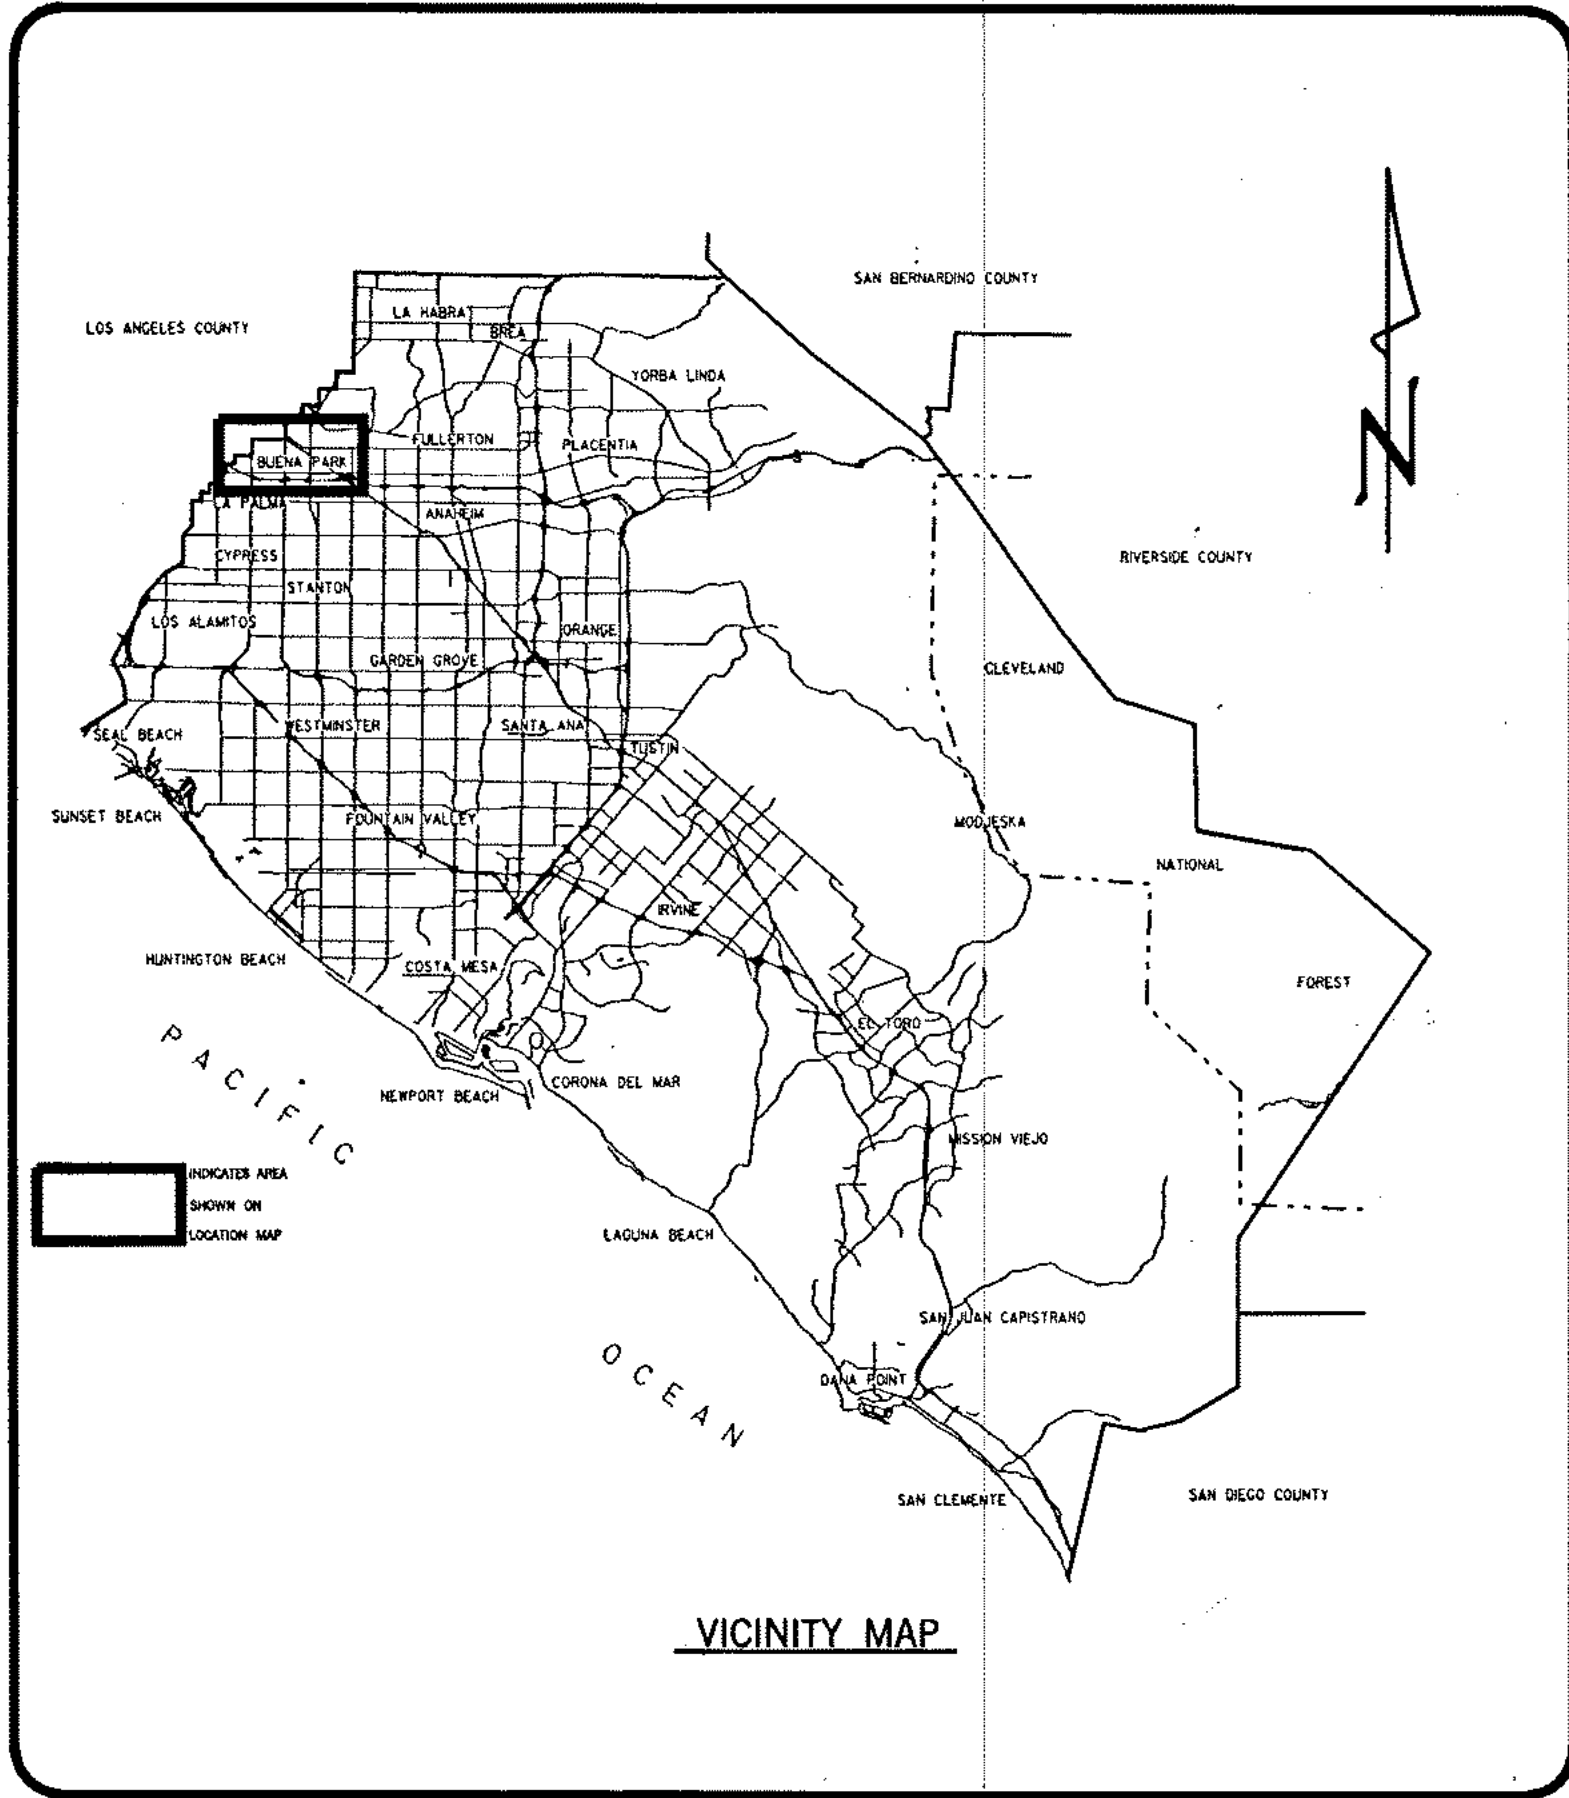 SAN BERNARDINO COUNTY
LOS ANGELES COUNTY
LA HABRA
BREA
YORBA LINDA
FULLERTON
PLACENTIA
BUENA PARK
LA PALMA
ANAHEIM
N
CYPRESS
RIVERSIDE COUNTY
STANTON
LOS ALAMITOS
ORANGE
GARDEN GROVE
CLEVELAND
WESTMINSTER
SANTA ANA
SEAL BEACH
TUSTIN
SUNSET BEACH
FOUNTAIN VALLEY
MODJESKA
NATIONAL
IRVINE
HUNTINGTON BEACH
COSTA MESA
FOREST
EL TORO
PACIFIC
NEWPORT BEACH
CORONA DEL MAR
MISSION VIEJO
INDICATES AREA
SHOWN ON
LOCATION MAP
LAGUNA BEACH
SAN JUAN CAPISTRANO
OCEAN
DANA POINT
SAN CLEMENTE
SAN DIEGO COUNTY
VICINITY MAP